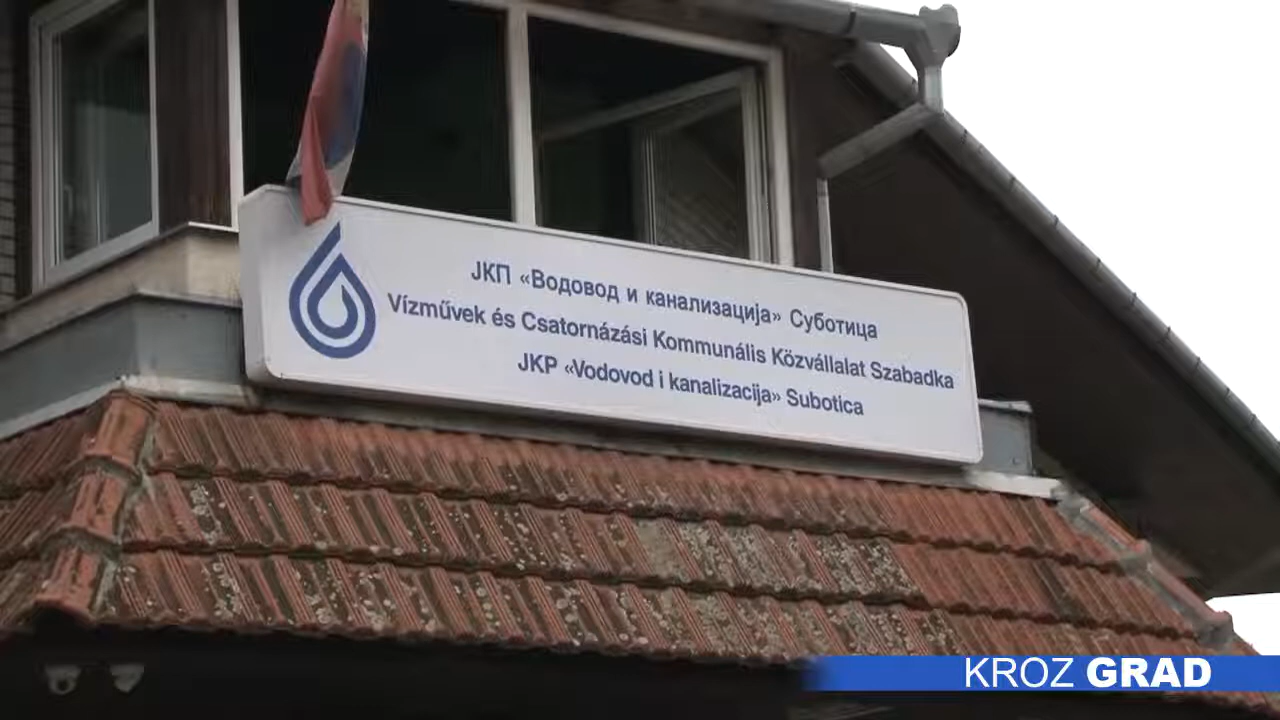 ЈКП «Водовод и канализација» Суботица
Vízművek és Csatornázási Kommunális Közvállalat Szabadka
JKP «Vodovod i kanalizacija» Subotica
KROZ GRAD